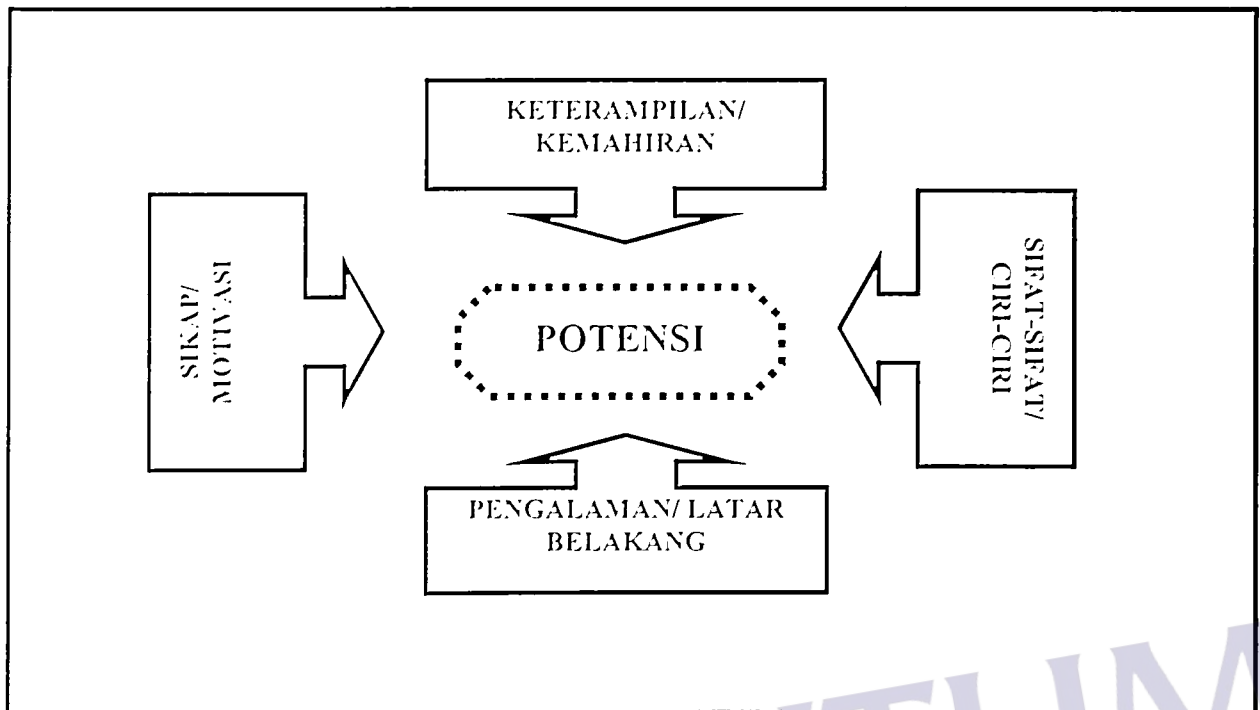 KETERAMPILAN/
KEMAHIRAN
SIKAP/
MOTIVASI
POTENSI
SIFAT-SIFAT/
CIRI-CIRI
PENGALAMAN/ LATAR
BELAKANG